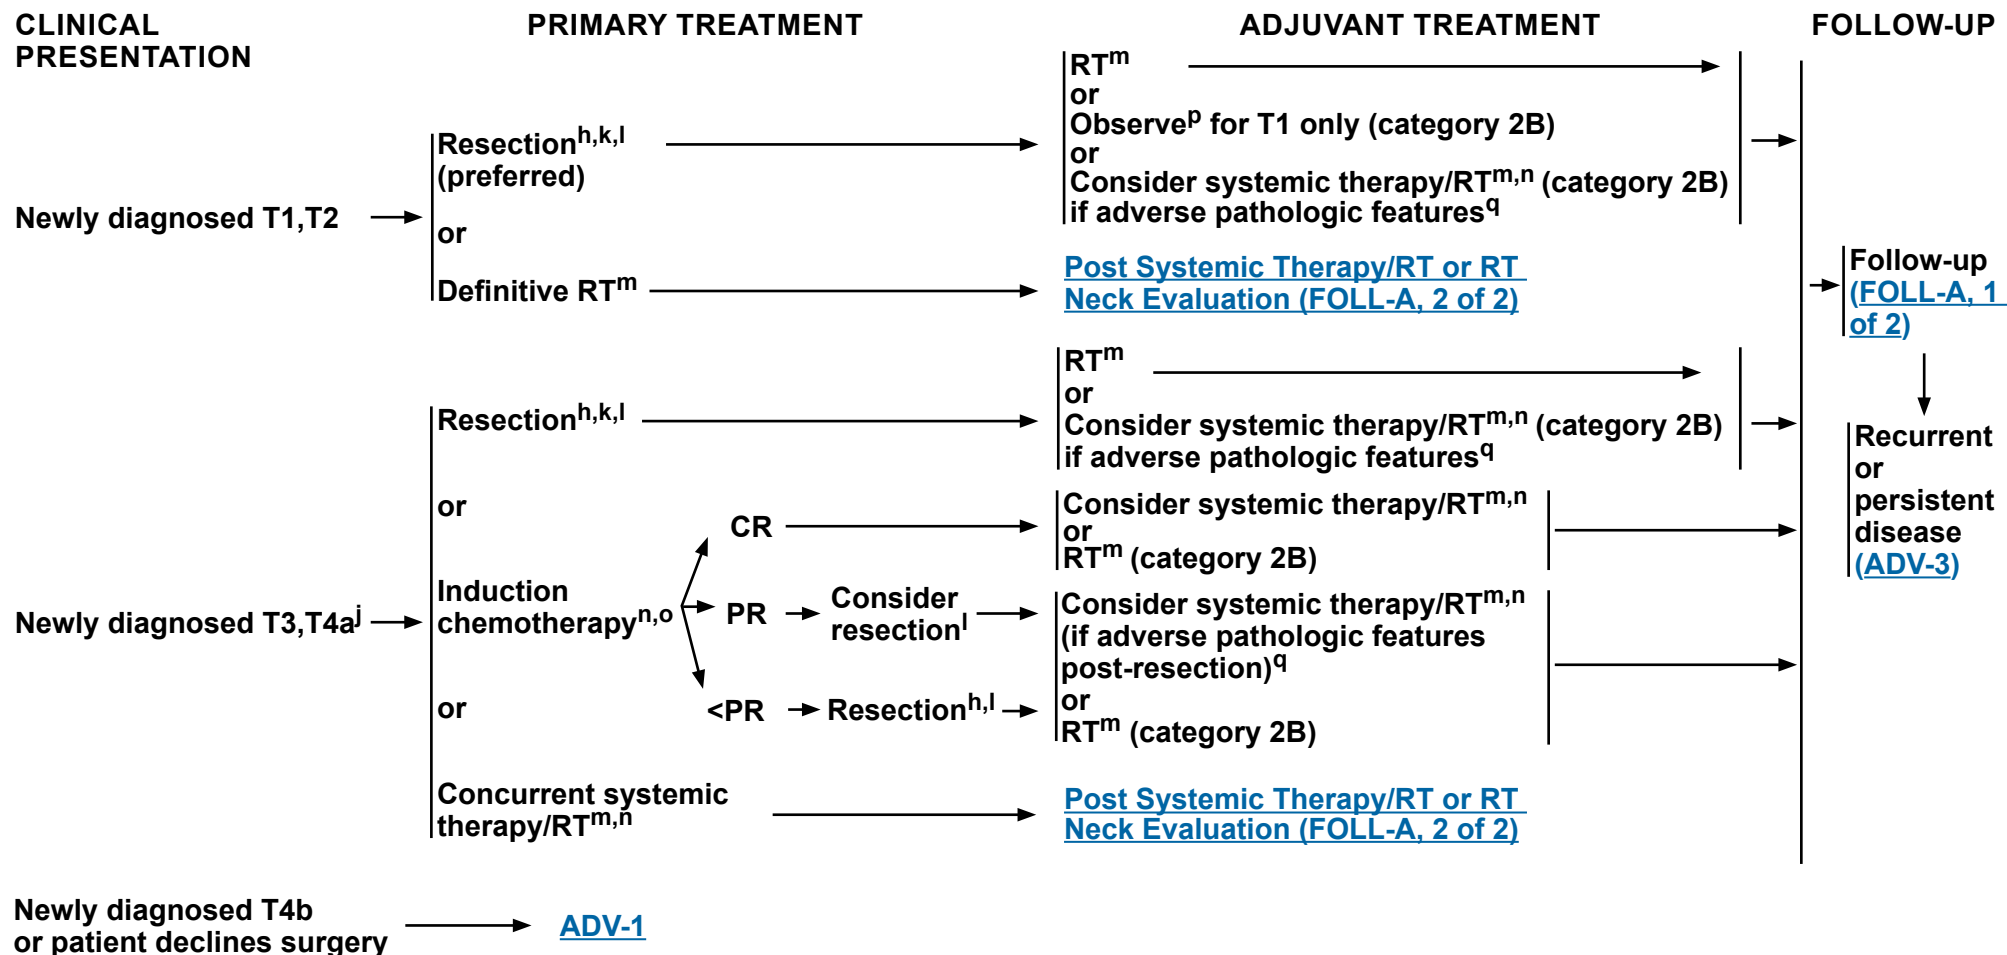 CLINICAL
PRESENTATION
PRIMARY TREATMENT
ADJUVANT TREATMENT
FOLLOW-UP
Newly diagnosed T1,T2
Resectionh,k,l
(preferred)
or
Definitive RTm
RTm
or
Observep for T1 only (category 2B)
or
Consider systemic therapy/RTm,n (category 2B)
if adverse pathologic featuresq
Post Systemic Therapy/RT or RT
Neck Evaluation (FOLL-A, 2 of 2)
Newly diagnosed T3,T4aj
Resectionh,k,l
or
Induction
chemotherapyn,o
or
Concurrent systemic
therapy/RTm,n
CR
PR
Consider
resectionl
<PR
Resectionh,l
RTm
or
Consider systemic therapy/RTm,n (category 2B)
if adverse pathologic featuresq
Consider systemic therapy/RTm,n
or
RTm (category 2B)
Consider systemic therapy/RTm,n
(if adverse pathologic features
post-resection)q
or
RTm (category 2B)
Post Systemic Therapy/RT or RT
Neck Evaluation (FOLL-A, 2 of 2)
Follow-up
(FOLL-A, 1
of 2)
Recurrent
or
persistent
disease
(ADV-3)
Newly diagnosed T4b
or patient declines surgery
ADV-1